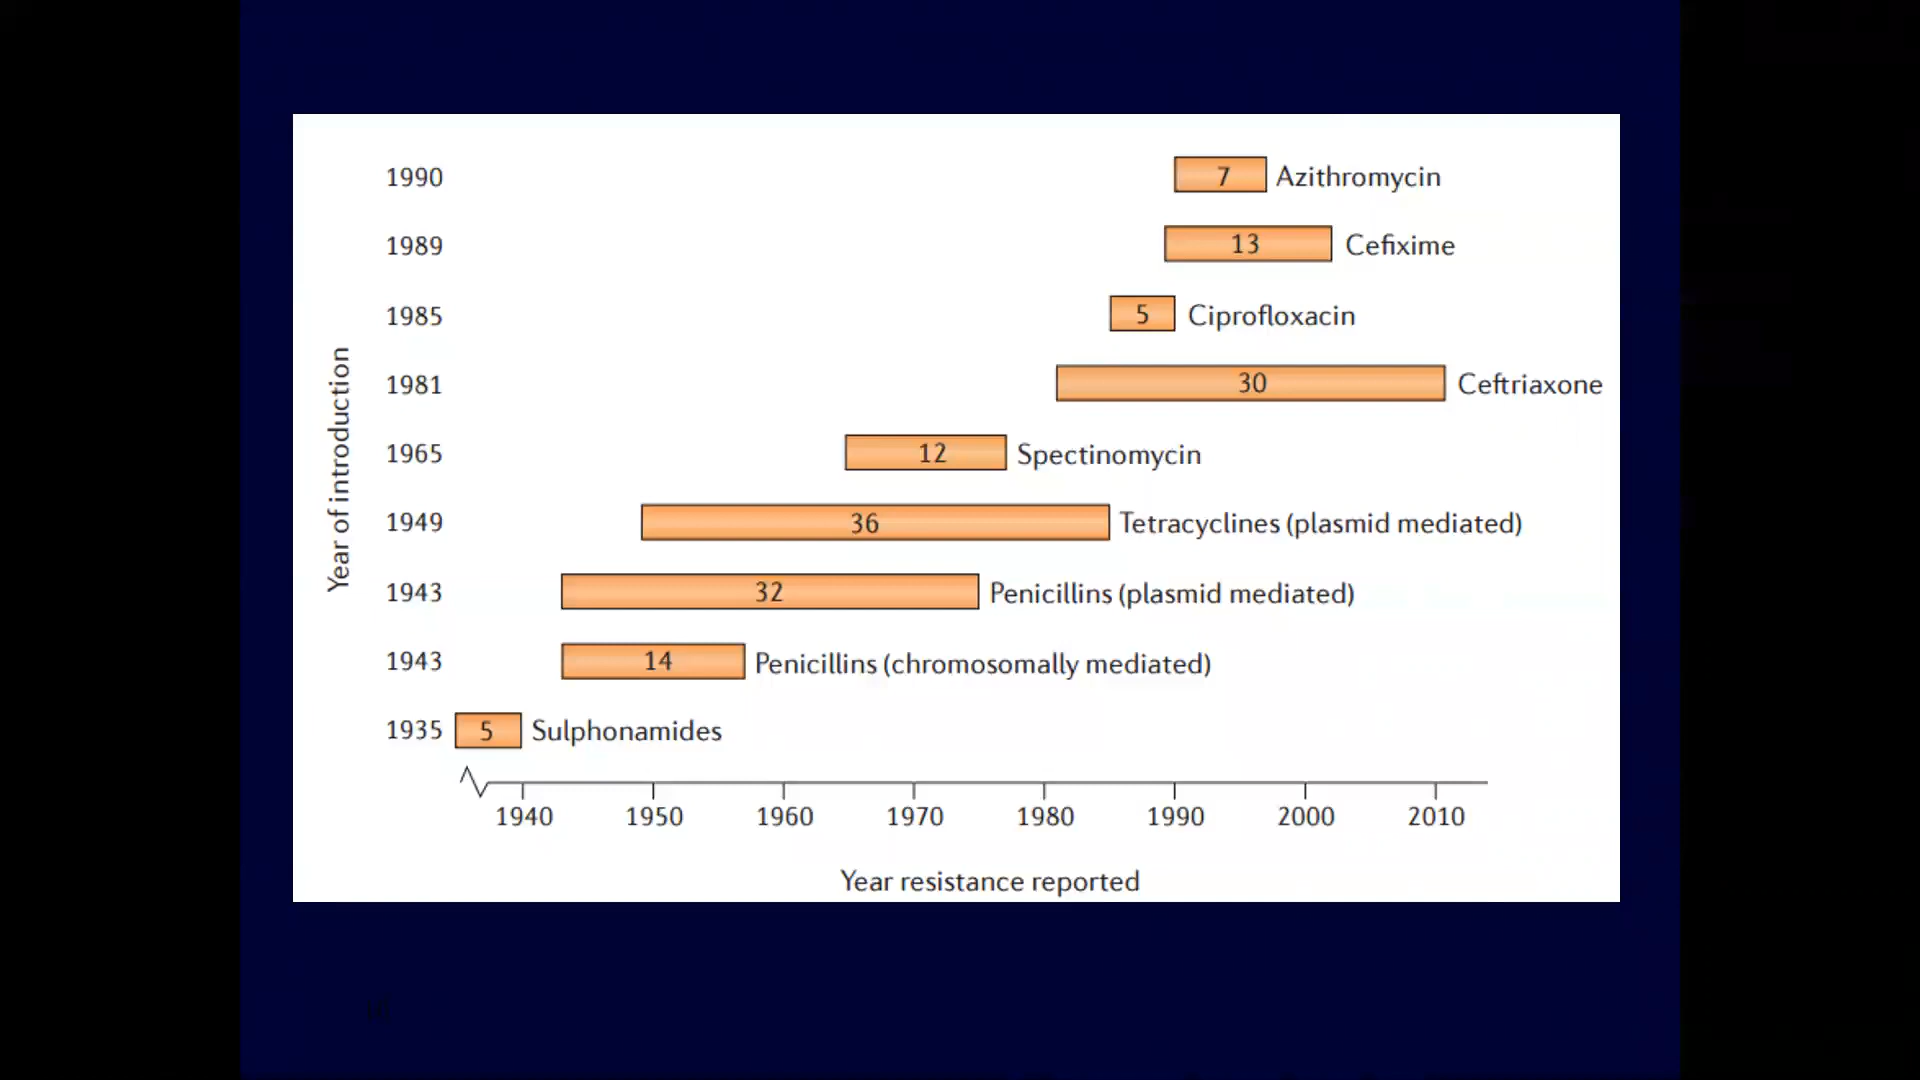 1990 7 Azithromycin
1989 13 Cefixime
1985 5 Ciprofloxacin
1981 30 Ceftriaxone
1965 12 Spectinomycin
1949 36 Tetracyclines (plasmid mediated)
1943 32 Penicillins (plasmid mediated)
1943 14 Penicillins (chromosomally mediated)
1935 5 Sulphonamides
Year of introduction
1940 1950 1960 1970 1980 1990 2000 2010
Year resistance reported